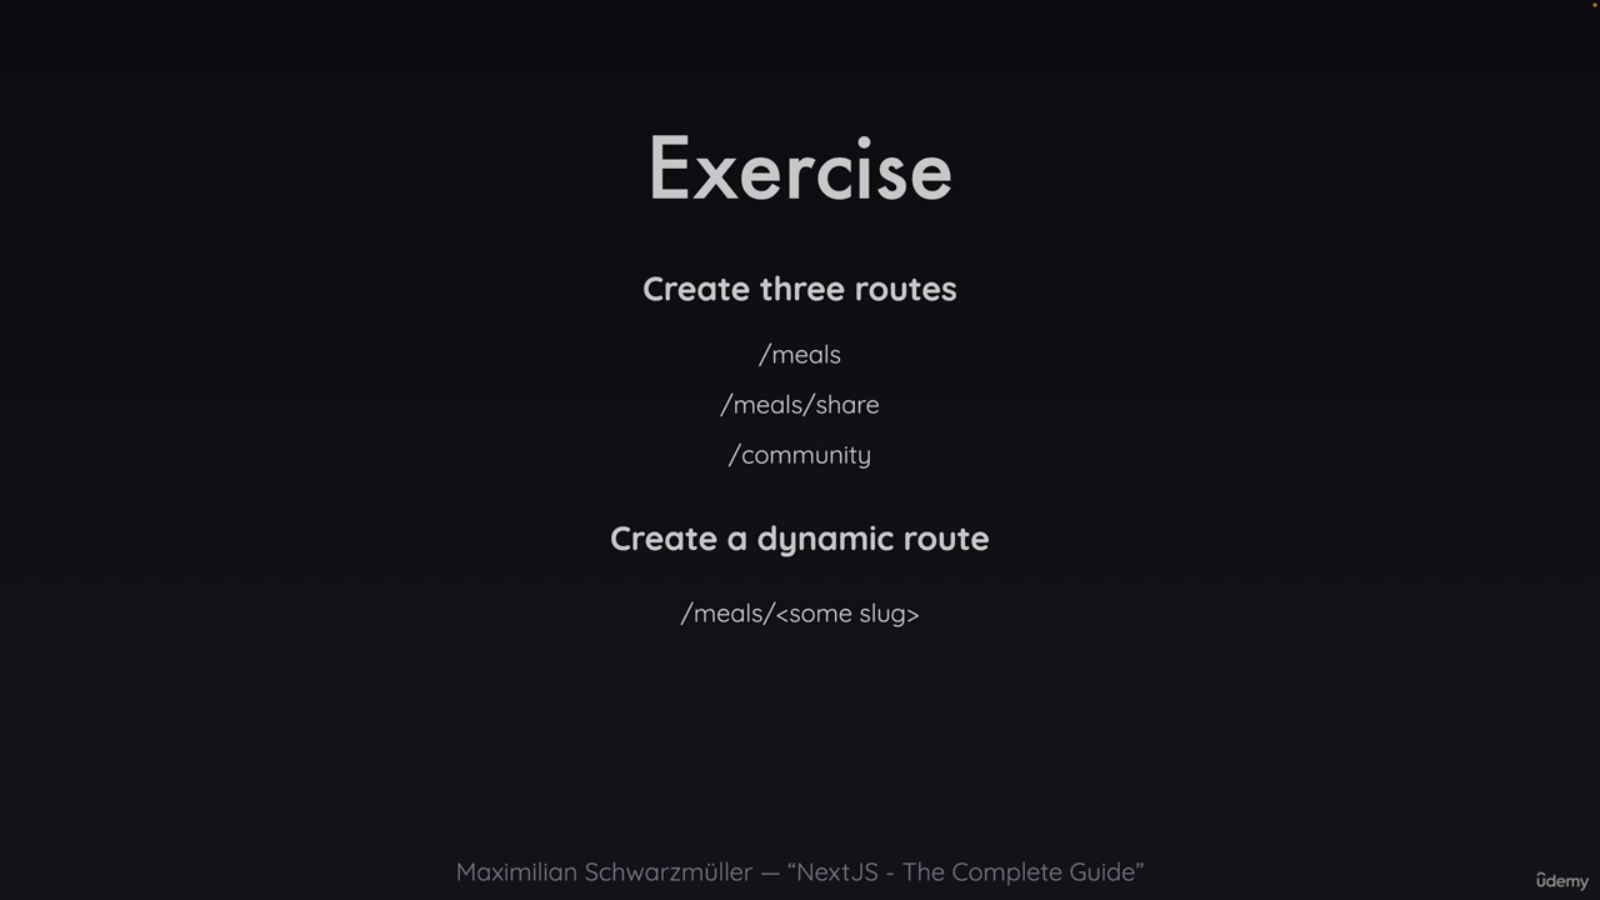 Exercise
Create three routes
/meals
/meals/share
/community
Create a dynamic route
/meals/<some slug>
Maximilian Schwarzmüller — “NextJS - The Complete Guide”
ûdemy